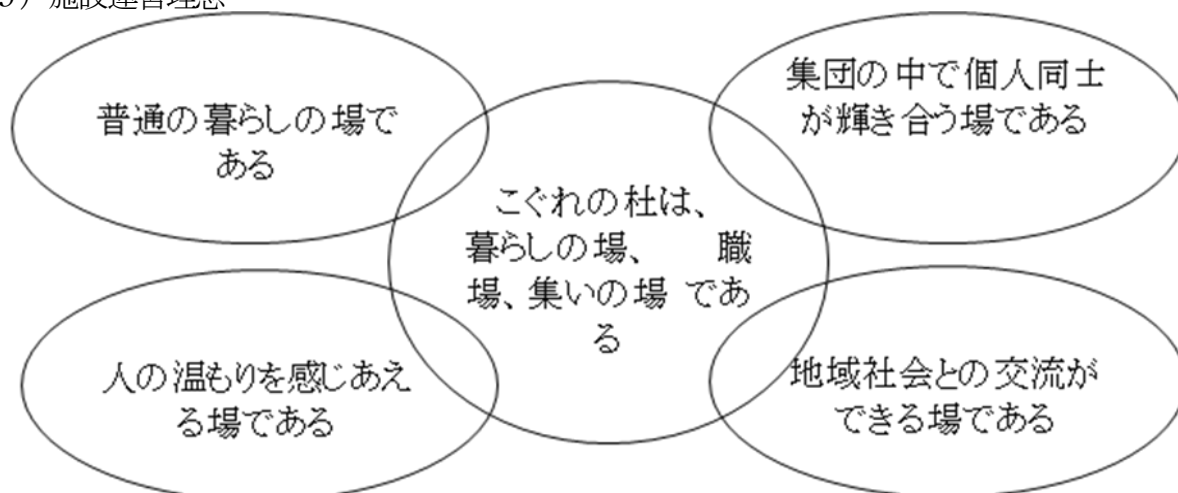 )施設運営理念
普通の暮らしの場で
ある
集団の中で個人同士
が輝き合う場である
こぐれの杜は、
暮らしの場、　職
場、集いの場 であ
る
人の温もりを感じあえ
る場である
地域社会との交流が
できる場である